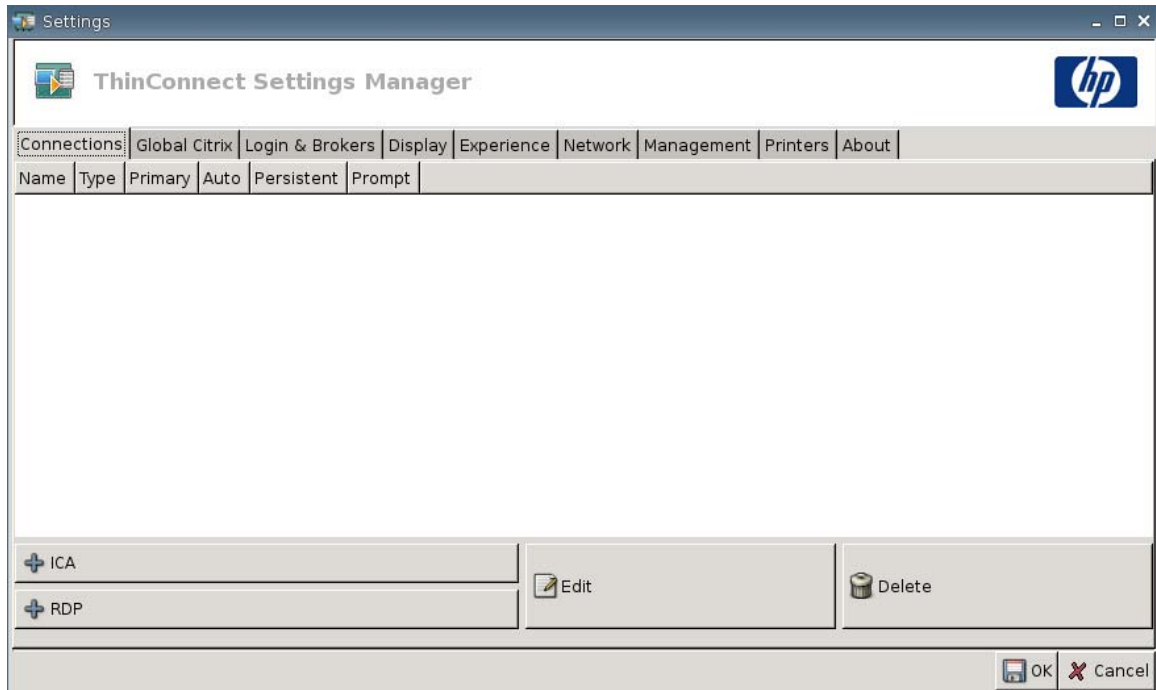 Settings
ThinConnect Settings Manager
hp
Connections Global Citrix Login & Brokers Display Experience Network Management Printers About
Name Type Primary Auto Persistent Prompt
ICA
Edit
Delete
RDP
OK Cancel